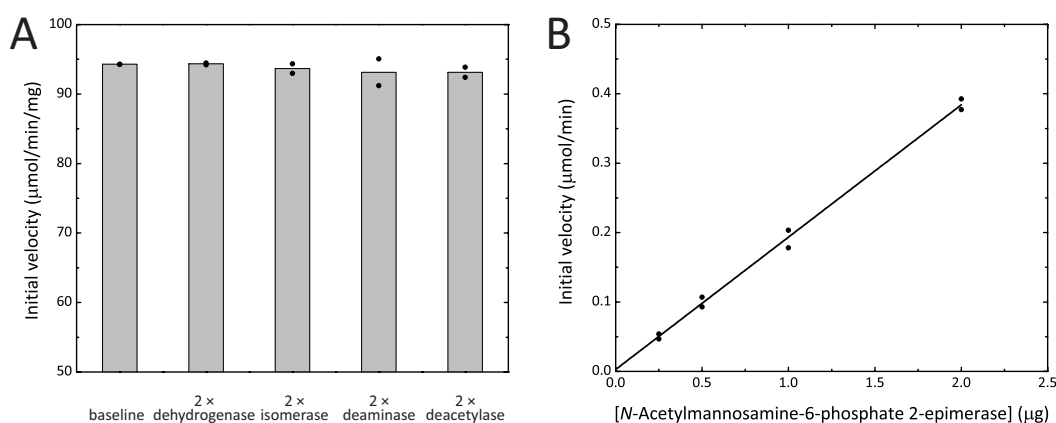 A
100
90
80
70
60
50
Initial velocity (μmol/min/mg)
baseline
2 ×
dehydrogenase
2 ×
isomerase
2 ×
deaminase
2 ×
deacetylase
B
0.5
0.4
0.3
0.2
0.1
0.0
Initial velocity (μmol/min)
0.0 0.5 1.0 1.5 2.0 2.5
[N-Acetylmannosamine-6-phosphate 2-epimerase] (μg)